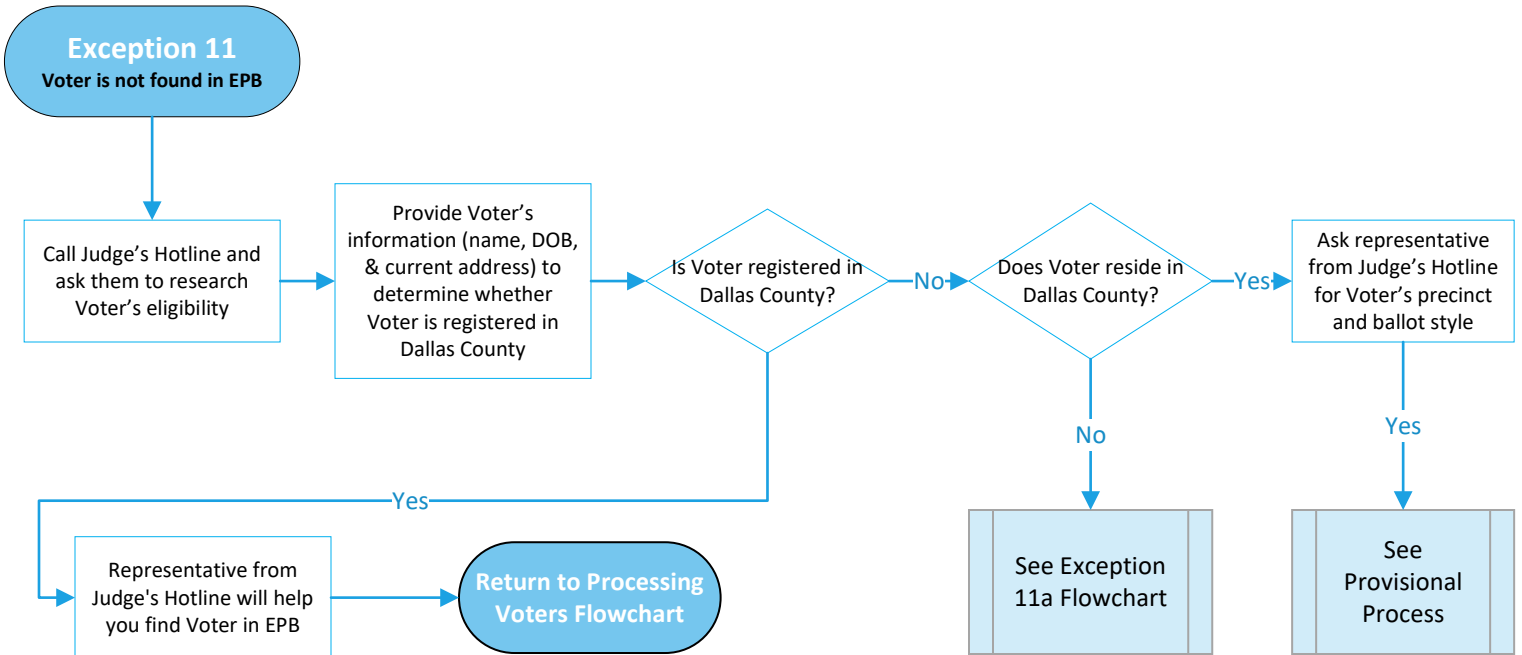 Exception 11
Voter is not found in EPB
Call Judge’s Hotline and
ask them to research
Voter’s eligibility
Provide Voter’s
information (name, DOB,
& current address) to
determine whether
Voter is registered in
Dallas County
Is Voter registered in
Dallas County?
No
Does Voter reside in
Dallas County?
Yes
Ask representative
from Judge’s Hotline
for Voter’s precinct
and ballot style
No
Yes
Yes
Representative from
Judge's Hotline will help
you find Voter in EPB
Return to Processing
Voters Flowchart
See Exception
11a Flowchart
See
Provisional
Process